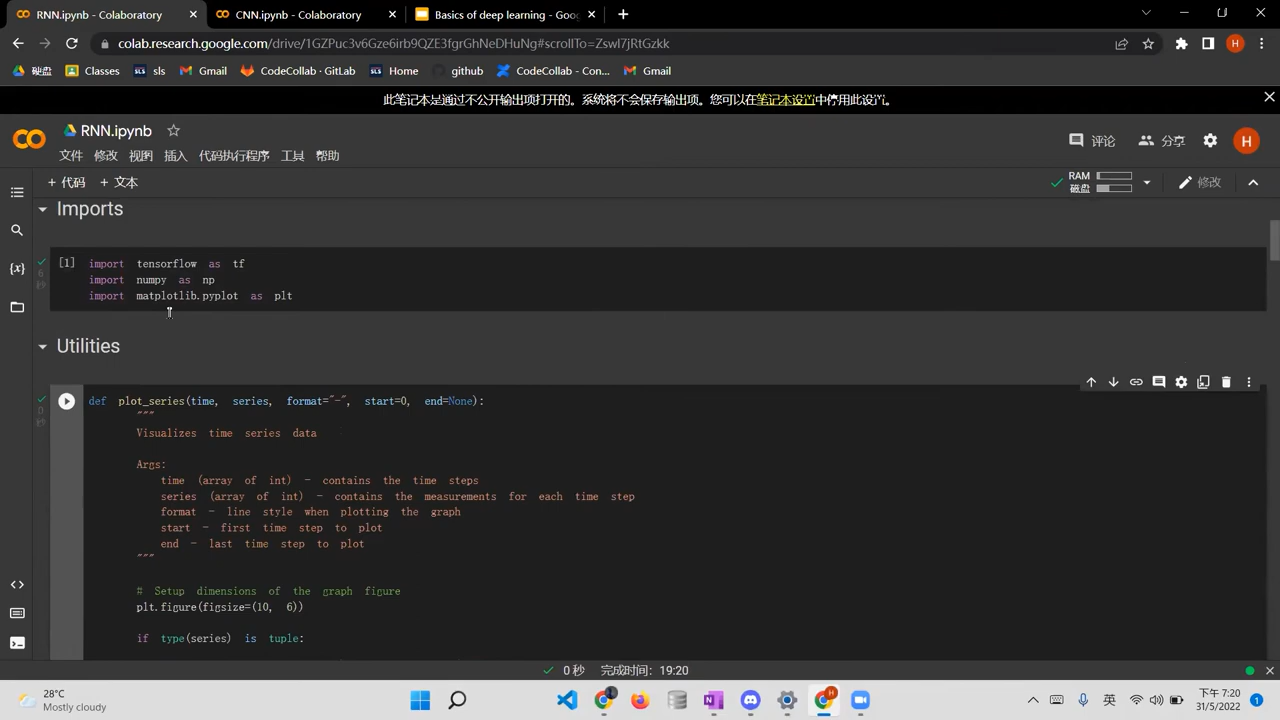 RNN.ipynb - Colaboratory
CNN.ipynb - Colaboratory
Basics of deep learning - Goo
colab.research.google.com/drive/1GZPuc3v6Gze6irb9QZE3fgrGhNeDHuNg#scrollTo=Zswl7jRtGzkk
H
硬盘
Classes
sls
Gmail
CodeCollab · GitLab
SLS
Home
github
CodeCollab - Con...
Gmail
此笔记本是通过不公开输出项打开的。系统将不会保存输出项。您可以在笔记本设置中停用此设置。
RNN.ipynb
评论
分享
H
文件 修改 视图 插入 代码执行程序 工具 帮助
+ 代码 + 文本
RAM
磁盘
修改
Imports
[1]
6
秒
import tensorflow as tf
import numpy as np
import matplotlib.pyplot as plt
Utilities
0
秒
def plot_series(time, series, format="-", start=0, end=None):
"""
Visualizes time series data
Args:
time (array of int) - contains the time steps
series (array of int) - contains the measurements for each time step
format - line style when plotting the graph
start - first time step to plot
end - last time step to plot
"""
# Setup dimensions of the graph figure
plt.figure(figsize=(10, 6))
if type(series) is tuple:
0 秒 完成时间: 19:20
28°C
Mostly cloudy
英
下午 7:20
31/5/2022
1